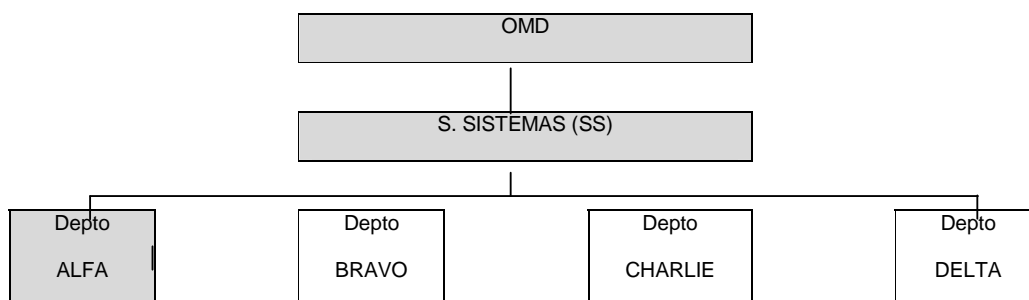 OMD
S. SISTEMAS (SS)
Depto
ALFA
Depto
BRAVO
Depto
CHARLIE
Depto
DELTA